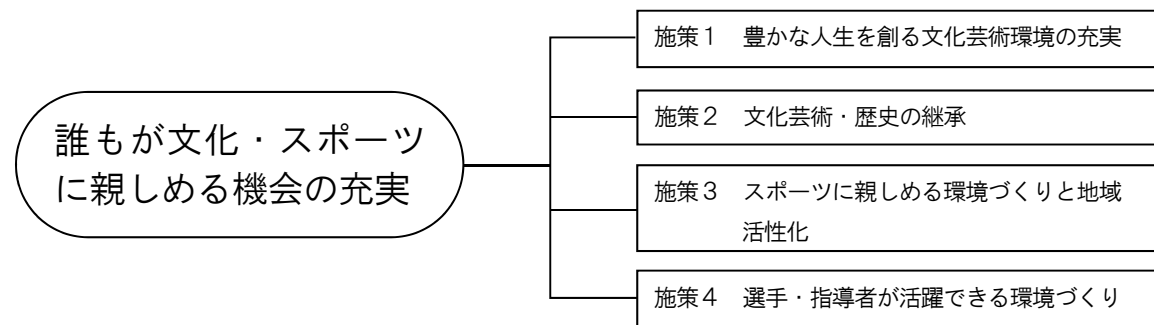 誰もが文化・スポーツ
に親しめる機会の充実
施策1　豊かな人生を創る文化芸術環境の充実
施策2　文化芸術・歴史の継承
施策3　スポーツに親しめる環境づくりと地域
活性化
施策4　選手・指導者が活躍できる環境づくり